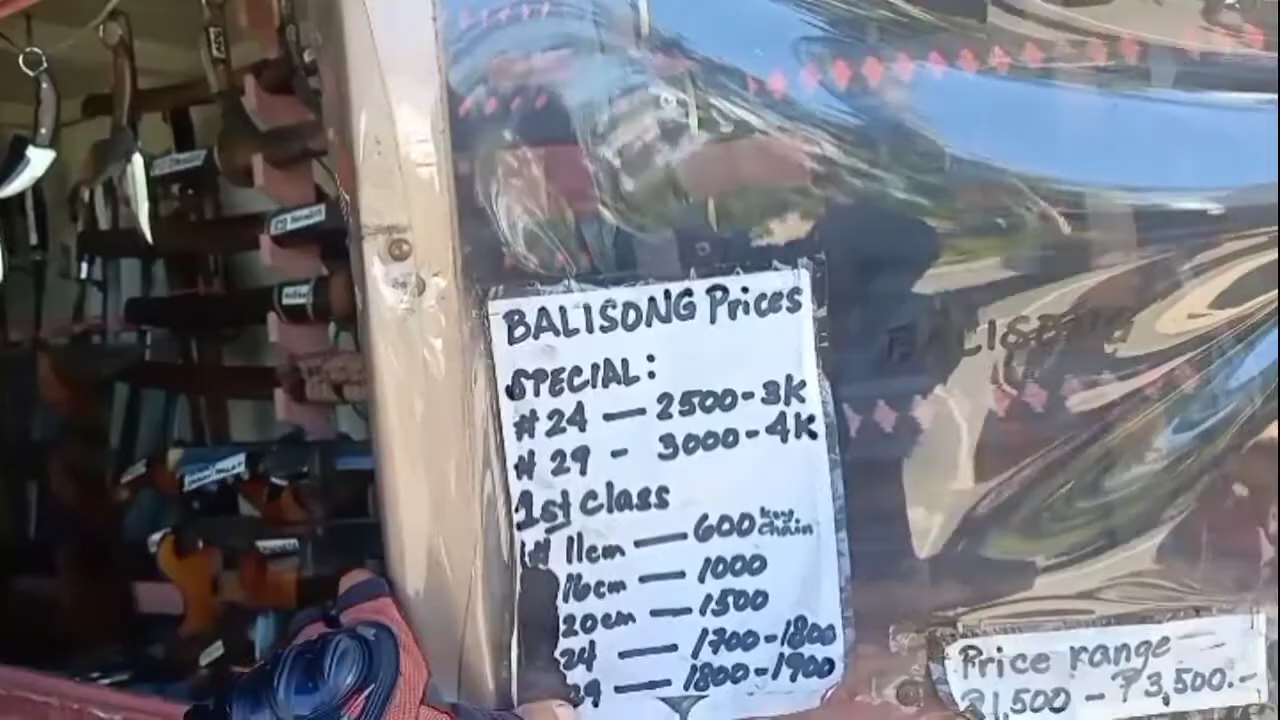 BALISONG Prices
SPECIAL:
#24 — 2500-3K
#29 - 3000-4K
1st Class
# 11cm — 600 key chain
16cm — 1000
20cm — 1500
24 — 1700-1800
29 — 1800-1900
BALISONG
Price range
₱1,500 - ₱3,500.-